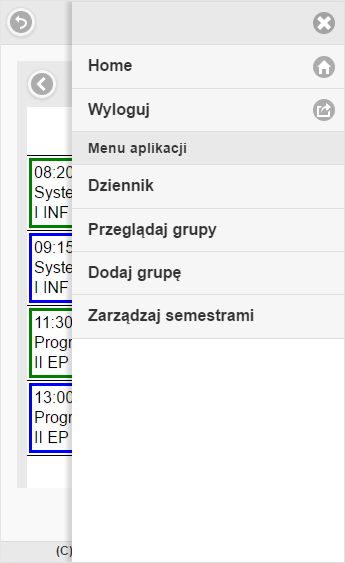 Home
Wyloguj
Menu aplikacji
Dziennik
Przeglądaj grupy
Dodaj grupę
Zarządzaj semestrami
08:20
Syste
I INF
09:15
Syste
I INF
11:30
Progr
II EP
13:00
Progr
II EP
(C)